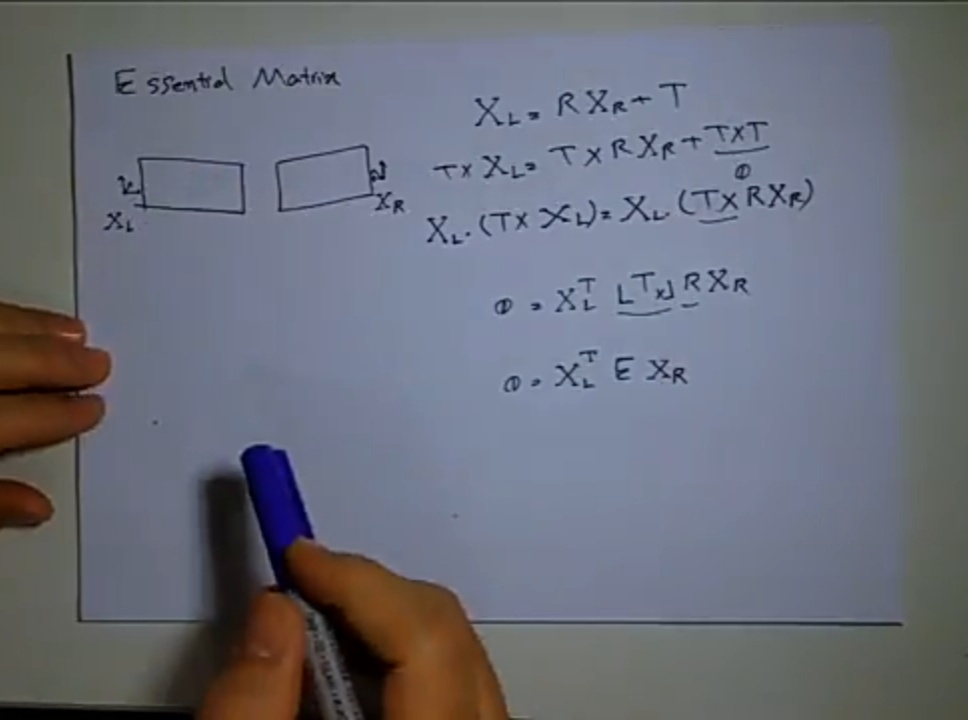 Essential Matrix
X_L = R X_R + T
T × X_L = T × R X_R + T × T
0
X_L . (T × X_L) = X_L . (T × R X_R)
X_L
X_R
0 = X_L^T [T×] R X_R
0 = X_L^T E X_R